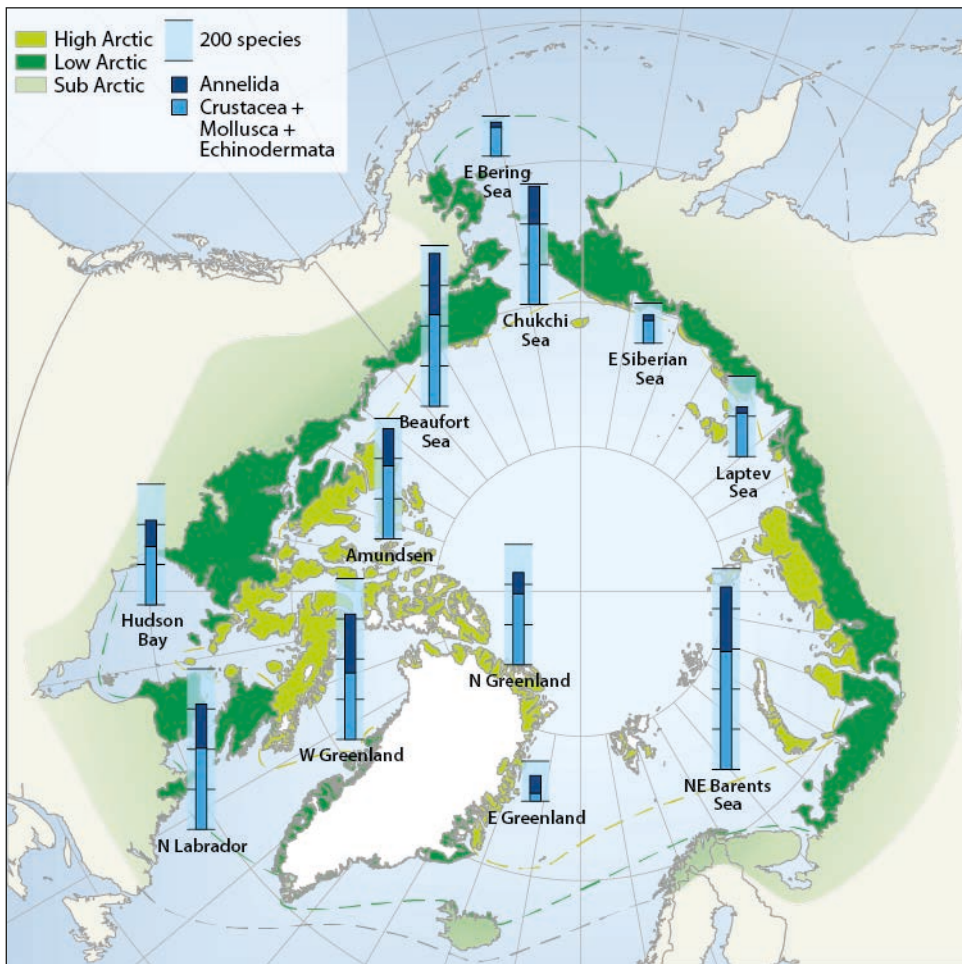 High Arctic
Low Arctic
Sub Arctic
200 species
Annelida
Crustacea +
Mollusca +
Echinodermata
E Bering
Sea
Chukchi
Sea
E Siberian
Sea
Beaufort
Sea
Laptev
Sea
Amundsen
Hudson
Bay
N Greenland
W Greenland
NE Barents
Sea
E Greenland
N Labrador